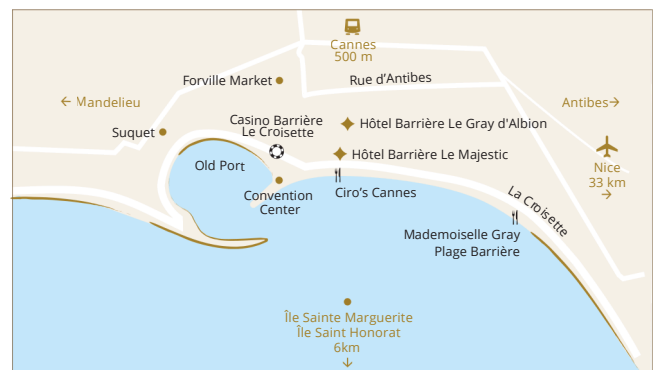 Cannes
500 m
Forville Market
Rue d’Antibes
← Mandelieu
Antibes→
Casino Barrière
Le Croisette
Hôtel Barrière Le Gray d'Albion
Suquet
Hôtel Barrière Le Majestic
Nice
33 km
→
Old Port
Convention
Center
Ciro’s Cannes
La Croisette
Mademoiselle Gray
Plage Barrière
Île Sainte Marguerite
Île Saint Honorat
6km
↓